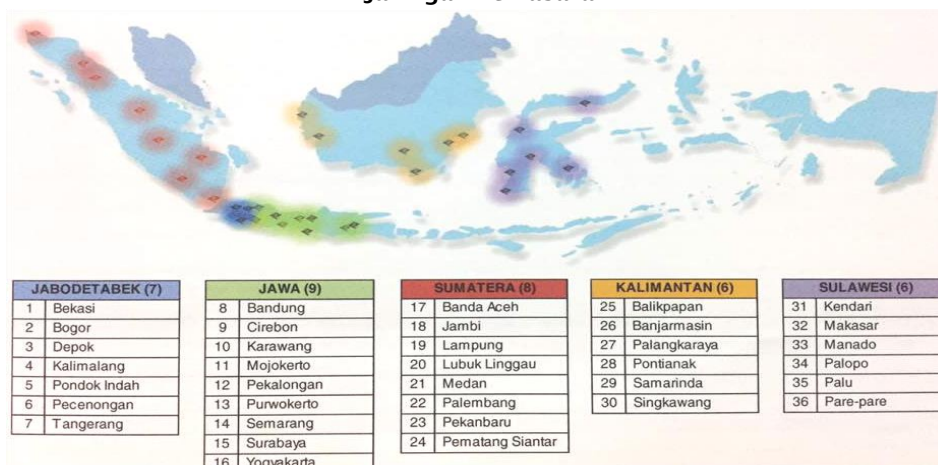 JABODETABEK (7)
1 Bekasi
2 Bogor
3 Depok
4 Kalimalang
5 Pondok Indah
6 Pecenongan
7 Tangerang
JAWA (9)
8 Bandung
9 Cirebon
10 Karawang
11 Mojokerto
12 Pekalongan
13 Purwokerto
14 Semarang
15 Surabaya
16 Yogyakarta
SUMATERA (8)
17 Banda Aceh
18 Jambi
19 Lampung
20 Lubuk Linggau
21 Medan
22 Palembang
23 Pekanbaru
24 Pematang Siantar
KALIMANTAN (6)
25 Balikpapan
26 Banjarmasin
27 Palangkaraya
28 Pontianak
29 Samarinda
30 Singkawang
SULAWESI (6)
31 Kendari
32 Makasar
33 Manado
34 Palopo
35 Palu
36 Pare-pare